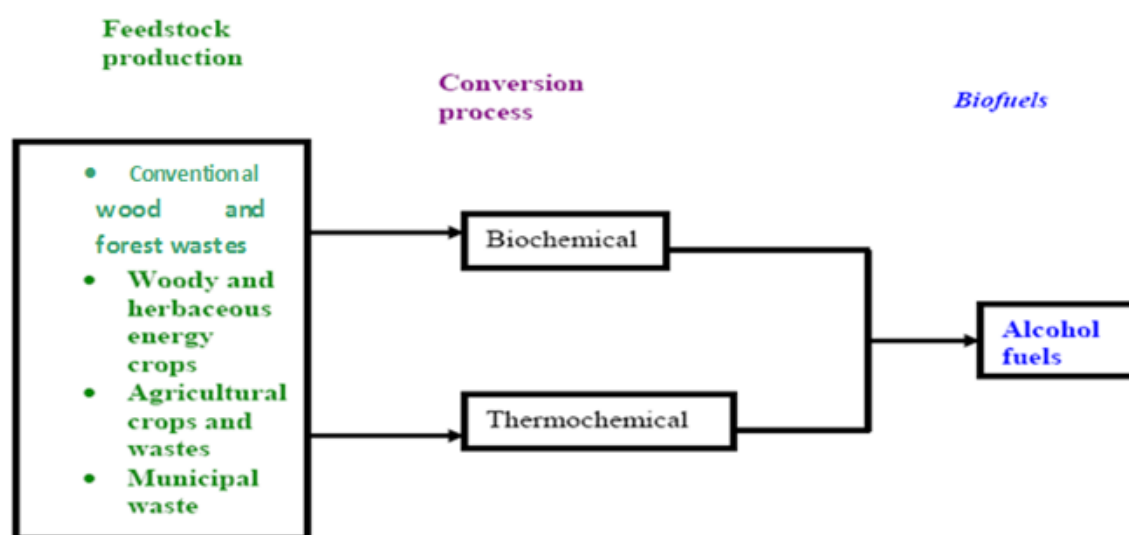 Feedstock
production
Conversion
process
Biofuels
• Conventional
wood and
forest wastes
• Woody and
herbaceous
energy
crops
• Agricultural
crops and
wastes
• Municipal
waste
Biochemical
Thermochemical
Alcohol
fuels